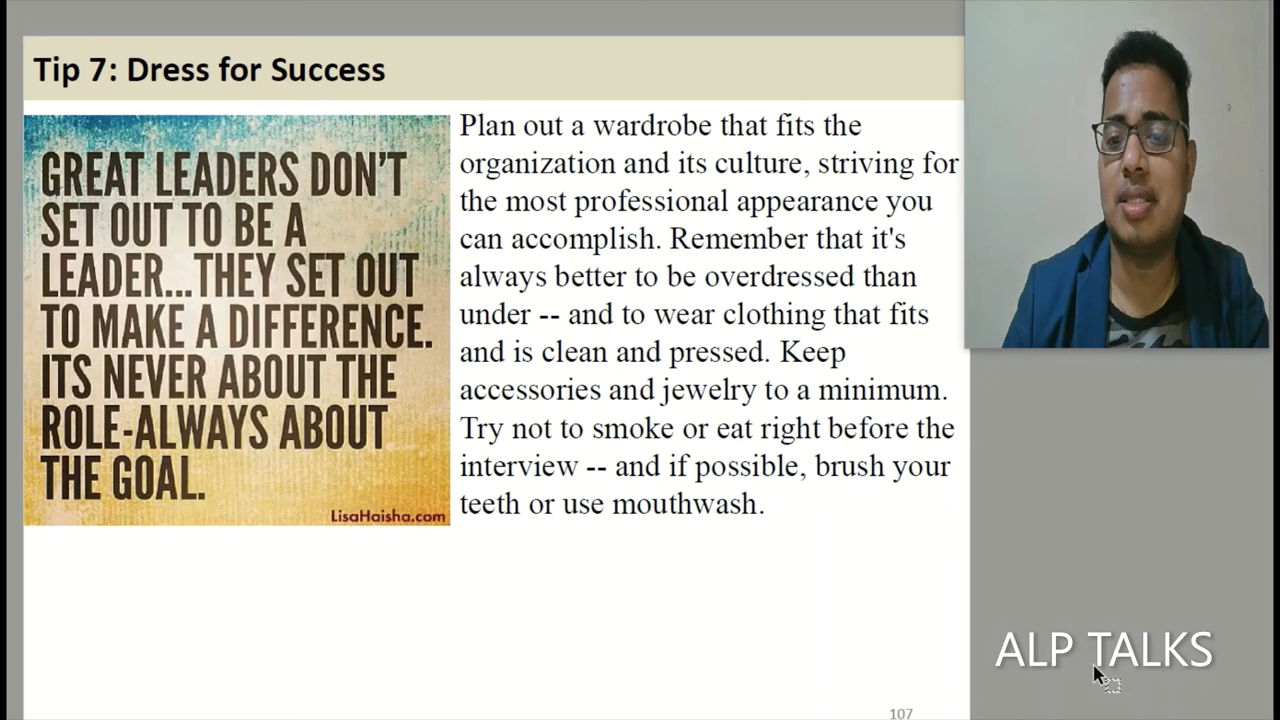 Tip 7: Dress for Success
GREAT LEADERS DON'T
SET OUT TO BE A
LEADER...THEY SET OUT
TO MAKE A DIFFERENCE.
ITS NEVER ABOUT THE
ROLE-ALWAYS ABOUT
THE GOAL.
LisaHaisha.com
Plan out a wardrobe that fits the
organization and its culture, striving for
the most professional appearance you
can accomplish. Remember that it's
always better to be overdressed than
under -- and to wear clothing that fits
and is clean and pressed. Keep
accessories and jewelry to a minimum.
Try not to smoke or eat right before the
interview -- and if possible, brush your
teeth or use mouthwash.
ALP TALKS
107